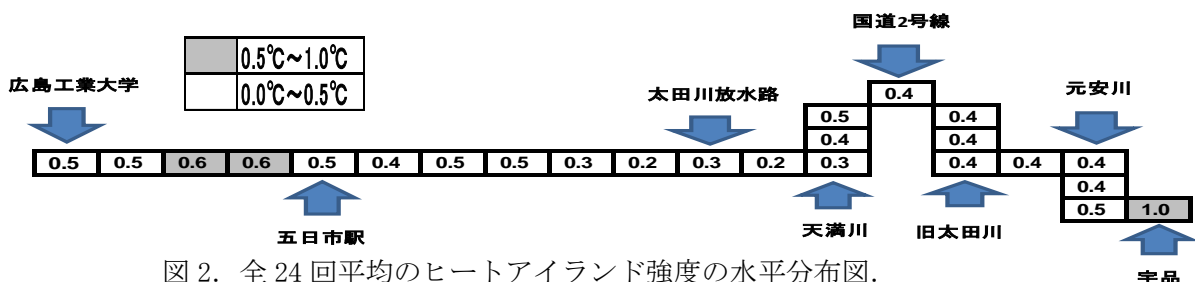 国道2号線
0.5℃~1.0℃
0.0℃~0.5℃
広島工業大学
太田川放水路
元安川
0.4
0.5 0.4
0.4 0.4
0.5 0.5 0.6 0.6 0.5 0.4 0.5 0.5 0.3 0.2 0.3 0.2 0.3 0.4 0.4 0.4
0.4
0.5 1.0
五日市駅
天満川
旧太田川
宇品
図 2. 全 24 回平均のヒートアイランド強度の水平分布図.